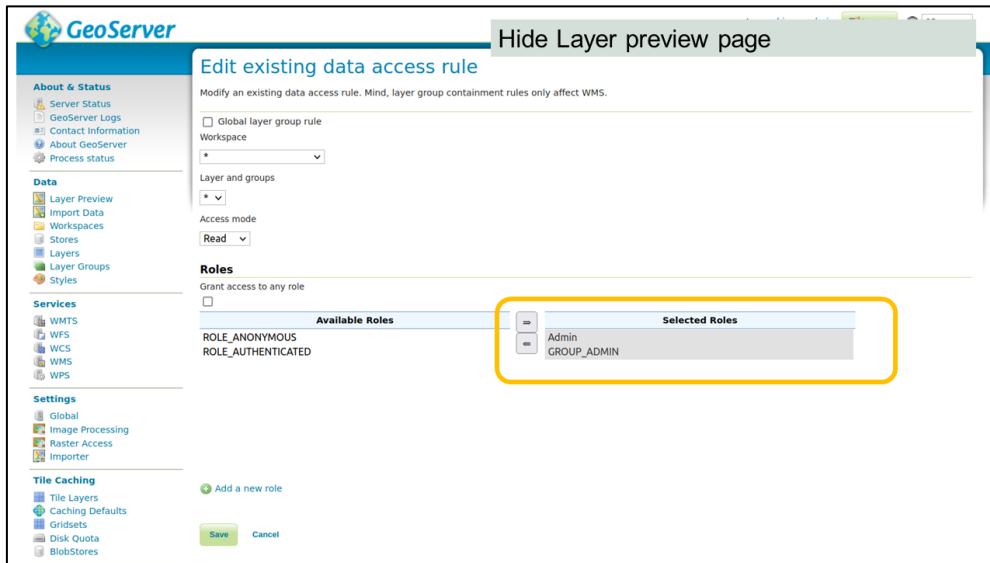 GeoServer
Hide Layer preview page
Edit existing data access rule
Modify an existing data access rule. Mind, layer group containment rules only affect WMS.
About & Status
Server Status
GeoServer Logs
Contact Information
About GeoServer
Process status
Data
Layer Preview
Import Data
Workspaces
Stores
Layers
Layer Groups
Styles
Services
WMTS
WFS
WCS
WMS
WPS
Settings
Global
Image Processing
Raster Access
Importer
Tile Caching
Tile Layers
Caching Defaults
Gridsets
Disk Quota
BlobStores
Global layer group rule
Workspace
*
Layer and groups
*
Access mode
Read
Roles
Grant access to any role
Available Roles
ROLE_ANONYMOUS
ROLE_AUTHENTICATED
Selected Roles
Admin
GROUP_ADMIN
Add a new role
Save Cancel